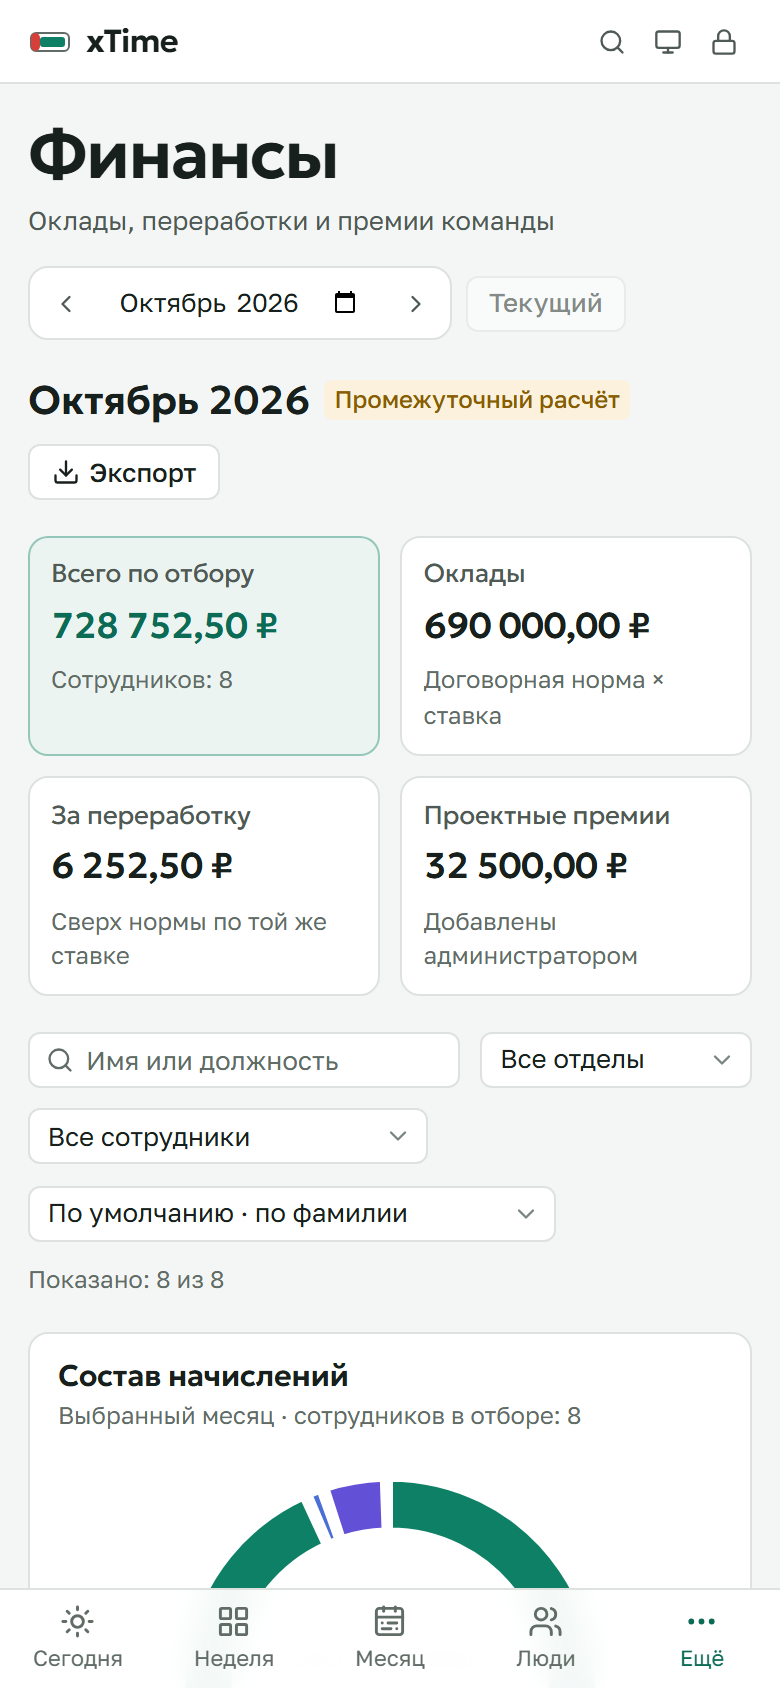 xTime
Финансы
Оклады, переработки и премии команды
Октябрь 2026
Текущий
Октябрь 2026
Промежуточный расчёт
Экспорт
Всего по отбору
728 752,50 ₽
Сотрудников: 8
Оклады
690 000,00 ₽
Договорная норма ×
ставка
За переработку
6 252,50 ₽
Сверх нормы по той же
ставке
Проектные премии
32 500,00 ₽
Добавлены
администратором
Имя или должность
Все отделы
Все сотрудники
По умолчанию · по фамилии
Показано: 8 из 8
Состав начислений
Выбранный месяц · сотрудников в отборе: 8
Сегодня
Неделя
Месяц
Люди
Ещё